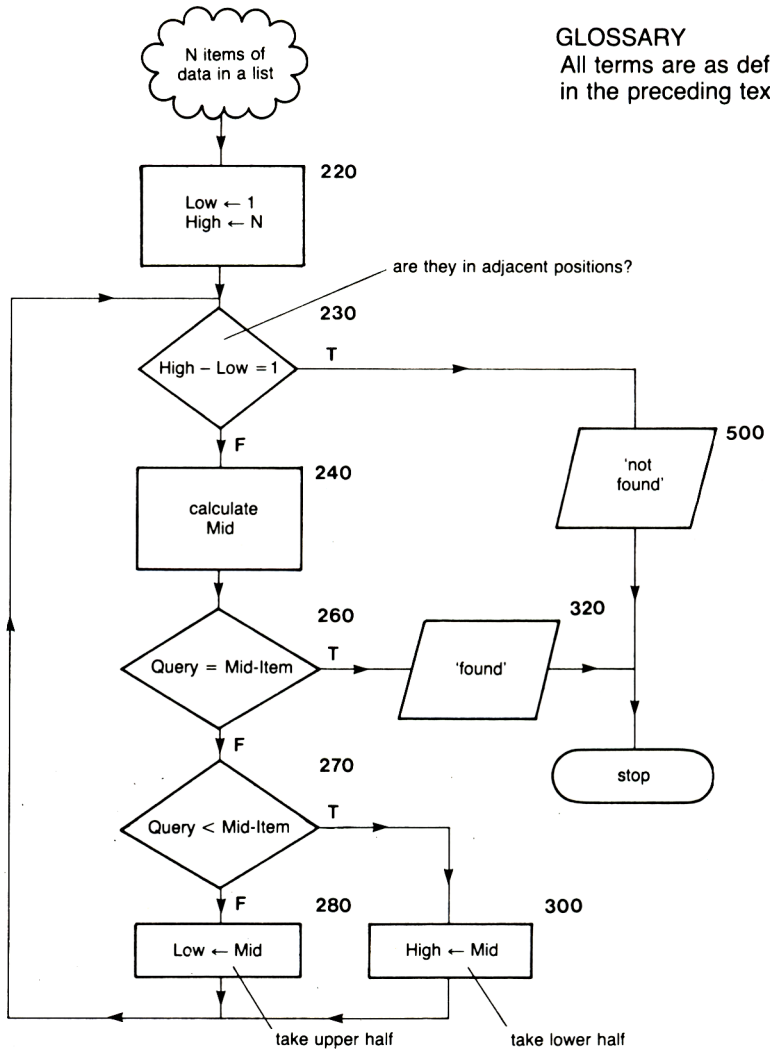 GLOSSARY
All terms are as def
in the preceding tex
N items of
data in a list
220
Low ← 1
High ← N
are they in adjacent positions?
230
High – Low = 1
T
F
500
'not
found'
240
calculate
Mid
260
Query = Mid-Item
T
F
320
'found'
stop
270
Query < Mid-Item
T
F
280
Low ← Mid
300
High ← Mid
take upper half
take lower half